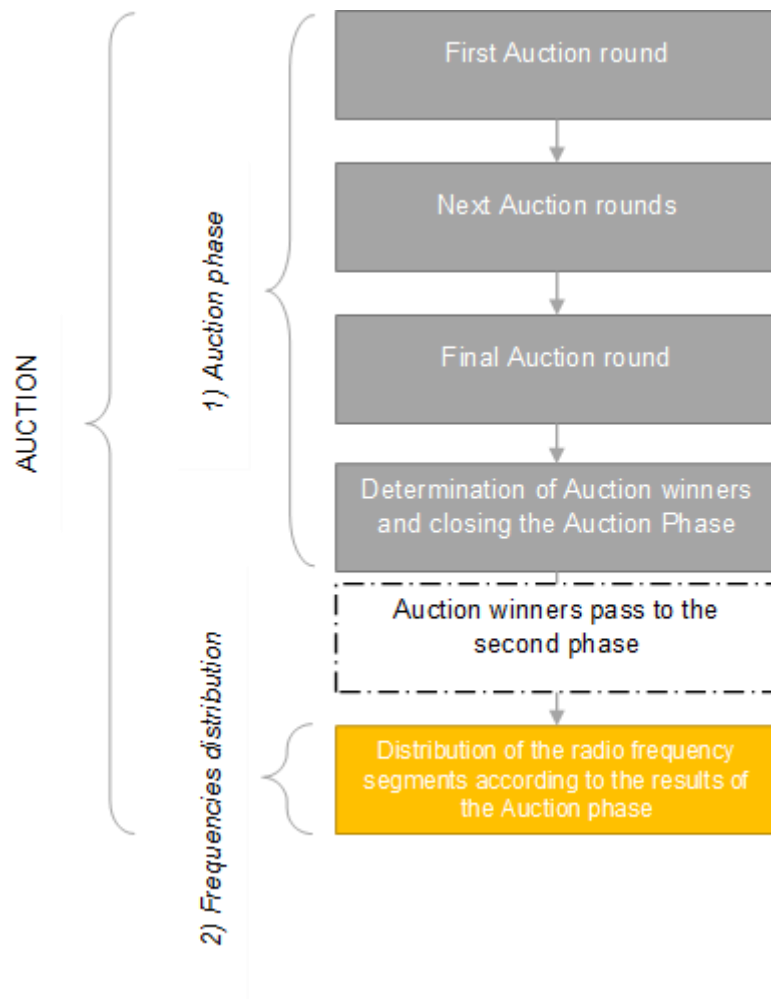 AUCTION
1) Auction phase
First Auction round
Next Auction rounds
Final Auction round
Determination of Auction winners
and closing the Auction Phase
Auction winners pass to the
second phase
2) Frequencies distribution
Distribution of the radio frequency
segments according to the results of
the Auction phase